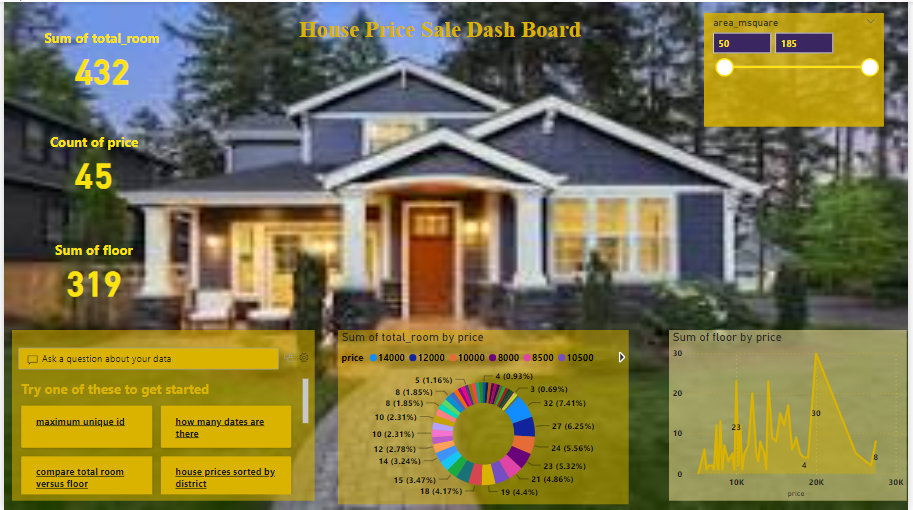 House Price Sale Dash Board
Sum of total_room
432
Count of price
45
Sum of floor
319
area_msquare
50
185
Ask a question about your data
Try one of these to get started
maximum unique id
how many dates are
there
compare total room
versus floor
house prices sorted by
district
Sum of total_room by price
price 14000 12000 10000 8000 8500 10500
4 (0.93%)
3 (0.69%)
32 (7.41%)
27 (6.25%)
24 (5.56%)
23 (5.32%)
21 (4.86%)
19 (4.4%)
18 (4.17%)
15 (3.47%)
14 (3.24%)
12 (2.78%)
10 (2.31%)
10 (2.31%)
8 (1.85%)
8 (1.85%)
5 (1.16%)
Sum of floor by price
30
20
10
0
23
4
30
8
10K
20K
30K
price